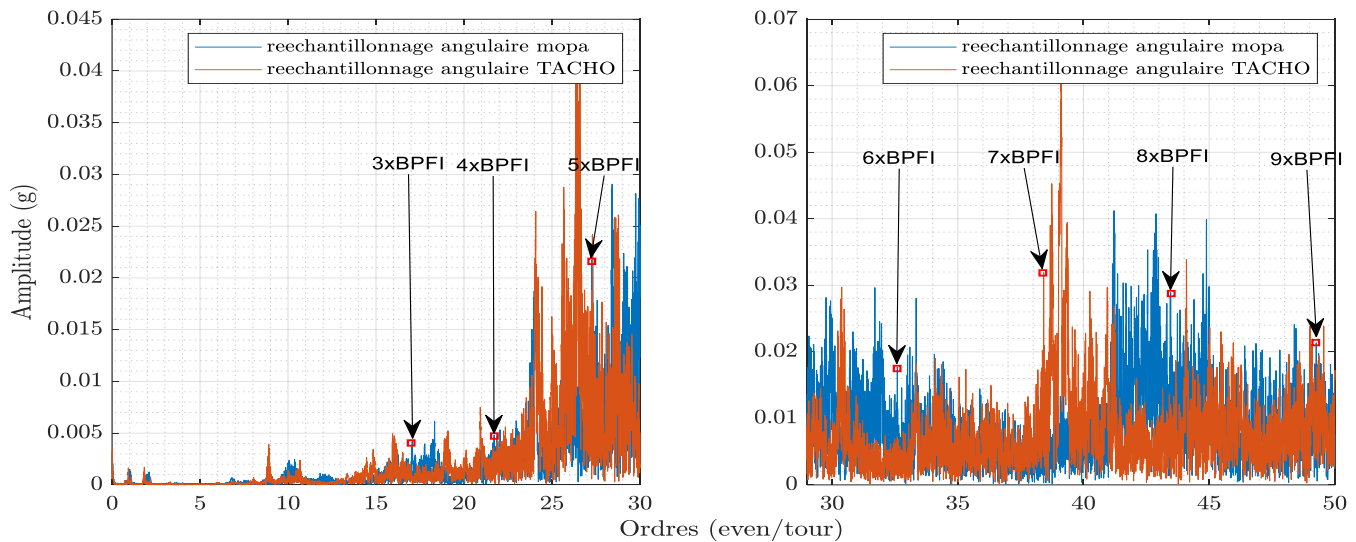 reechantillonnage angulaire mopa
reechantillonnage angulaire TACHO
0.045
0.04
0.035
0.03
0.025
0.02
0.015
0.01
0.005
0
3xBPFI
4xBPFI
5xBPFI
0 5 10 15 20 25 30
Amplitude (g)
reechantillonnage angulaire mopa
reechantillonnage angulaire TACHO
0.07
0.06
0.05
0.04
0.03
0.02
0.01
0
6xBPFI
7xBPFI
8xBPFI
9xBPFI
30 35 40 45 50
Ordres (even/tour)